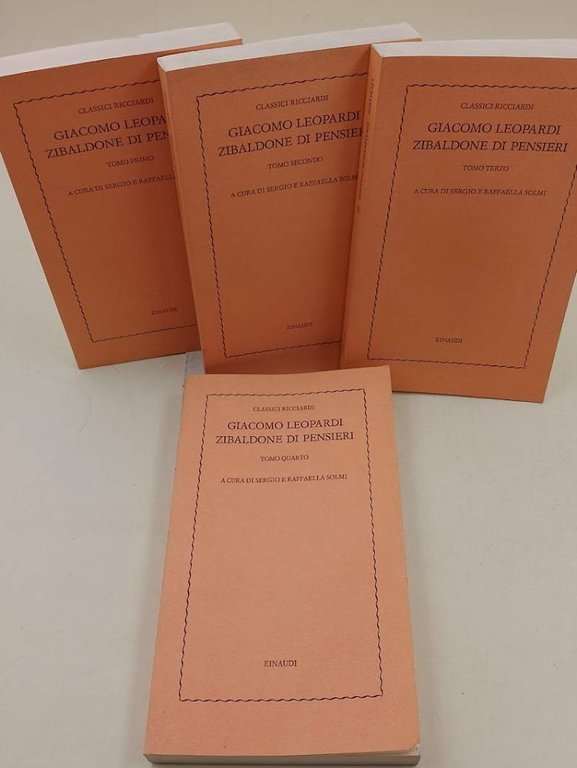 CLASSICI RICCIARDI
GIACOMO LEOPARDI
ZIBALDONE DI
TOMO PRIMO
A CURA DI SERGIO E
EINAUDI
CLASSICI RICCIARDI
GIACOMO LEOPARDI
ZIBALDONE DI PENSIERI
TOMO SECONDO
A CURA DI SERGIO E RAFFAELLA SOLMI
EINAUDI
CLASSICI RICCIARDI
GIACOMO LEOPARDI
ZIBALDONE DI PENSIERI
TOMO TERZO
A CURA DI SERGIO E RAFFAELLA SOLMI
EINAUDI
CLASSICI RICCIARDI
GIACOMO LEOPARDI
ZIBALDONE DI PENSIERI
TOMO QUARTO
A CURA DI SERGIO E RAFFAELLA SOLMI
EINAUDI